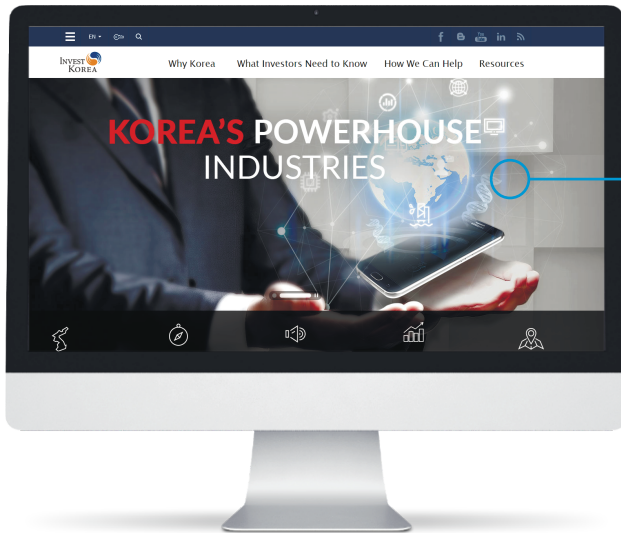 EN
INVEST
KOREA
Why Korea What Investors Need to Know How We Can Help Resources
KOREA'S POWERHOUSE
INDUSTRIES